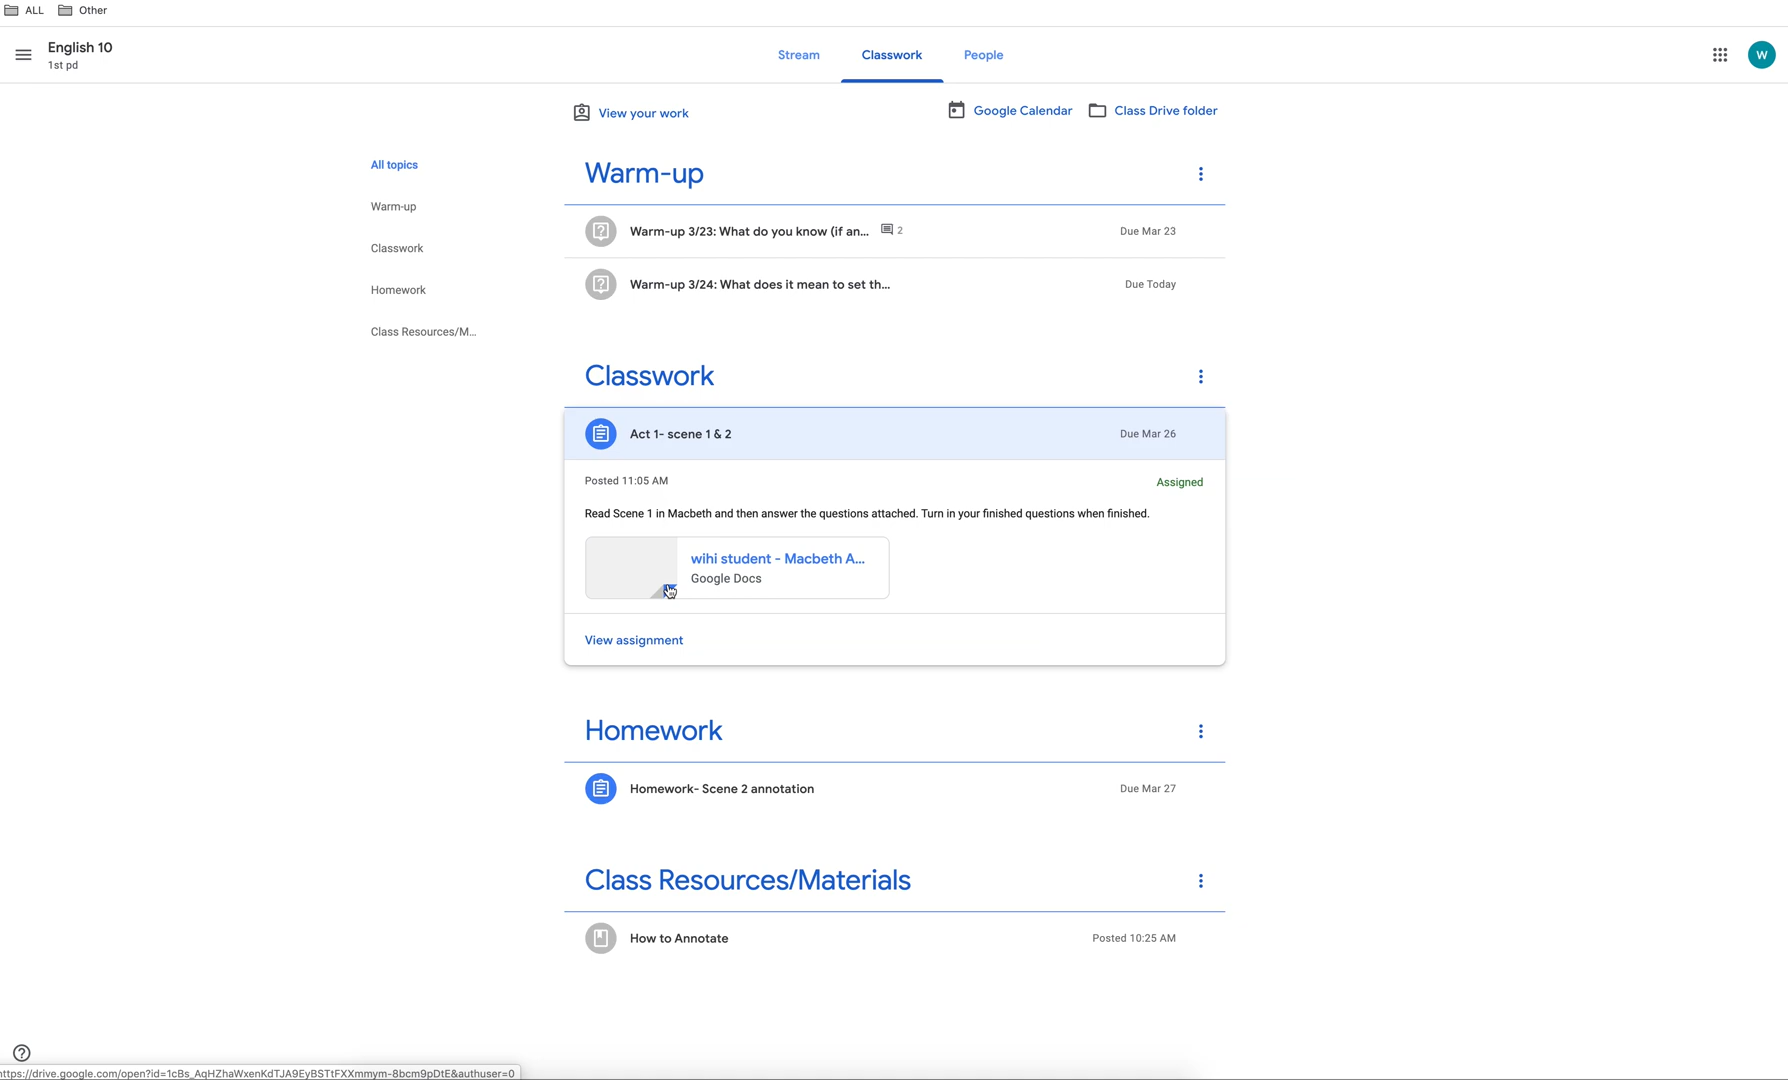 ALL Other
English 10
1st pd
Stream Classwork People
W
View your work
Google Calendar Class Drive folder
All topics
Warm-up
Classwork
Homework
Class Resources/M...
Warm-up
Warm-up 3/23: What do you know (if an... 2 Due Mar 23
Warm-up 3/24: What does it mean to set th... Due Today
Classwork
Act 1- scene 1 & 2 Due Mar 26
Posted 11:05 AM Assigned
Read Scene 1 in Macbeth and then answer the questions attached. Turn in your finished questions when finished.
wihi student - Macbeth A...
Google Docs
View assignment
Homework
Homework- Scene 2 annotation Due Mar 27
Class Resources/Materials
How to Annotate Posted 10:25 AM
https://drive.google.com/open?id=1cBs_AqHZhaWxenKdTJA9EyBSTtFXXmmym-8bcm9pDtE&authuser=0